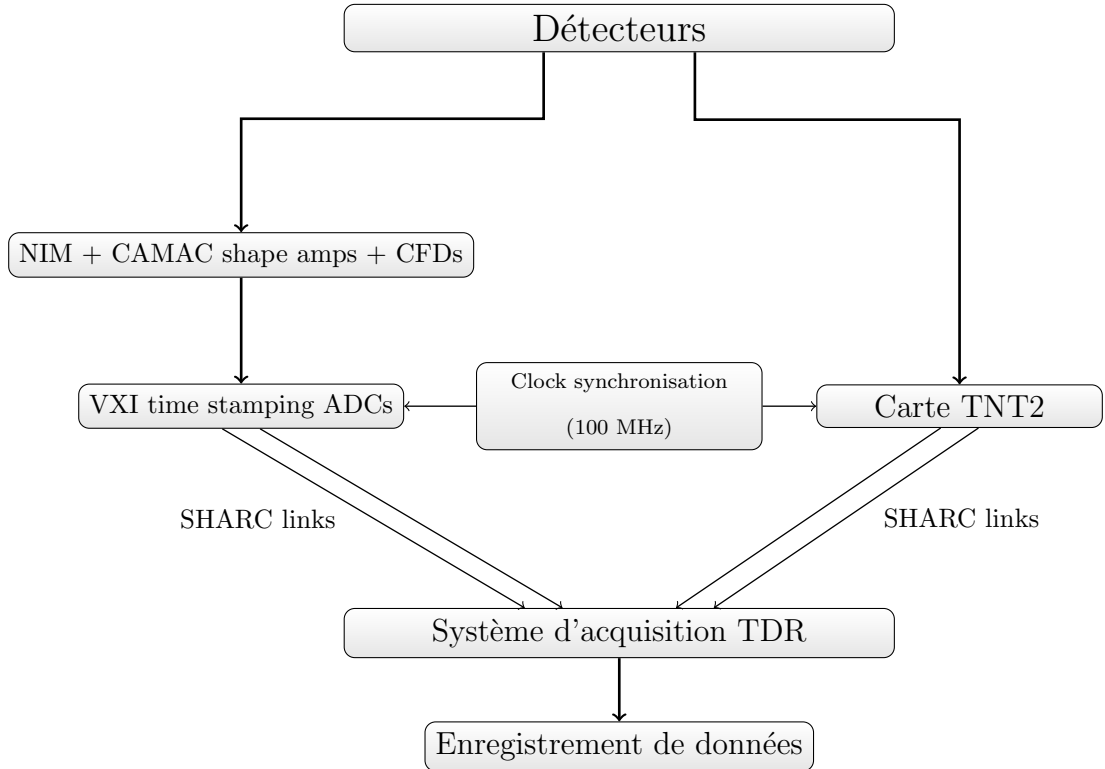 Détecteurs
NIM + CAMAC shape amps + CFDs
Clock synchronisation
(100 MHz)
VXI time stamping ADCs
Carte TNT2
SHARC links
SHARC links
Système d'acquisition TDR
Enregistrement de données